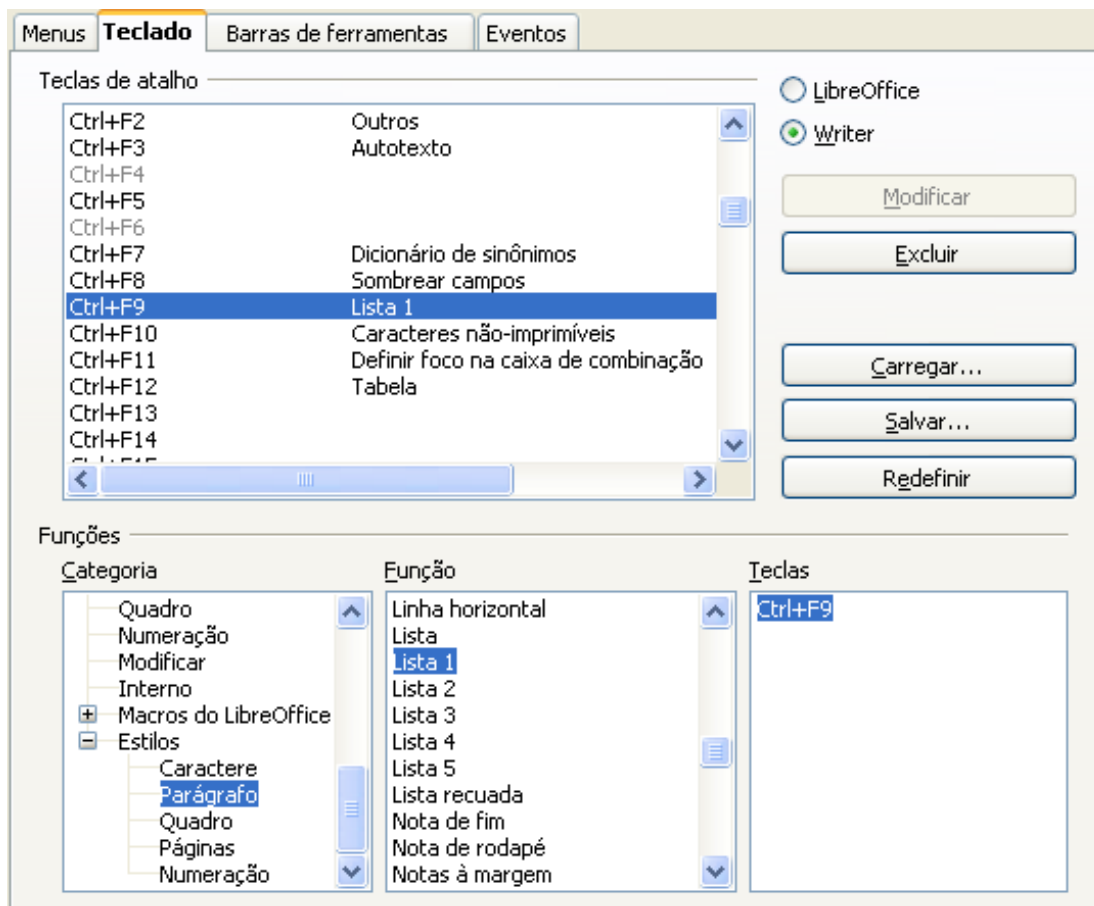 Menus Teclado Barras de ferramentas Eventos
Teclas de atalho
Ctrl+F2 Outros
Ctrl+F3 Autotexto
Ctrl+F4
Ctrl+F5
Ctrl+F6
Ctrl+F7 Dicionário de sinônimos
Ctrl+F8 Sombrear campos
Ctrl+F9 Lista 1
Ctrl+F10 Caracteres não-imprimíveis
Ctrl+F11 Definir foco na caixa de combinação
Ctrl+F12 Tabela
Ctrl+F13
Ctrl+F14
LibreOffice
Writer
Modificar
Excluir
Carregar...
Salvar...
Redefinir
Funções
Categoria
Quadro
Numeração
Modificar
Interno
Macros do LibreOffice
Estilos
Caractere
Parágrafo
Quadro
Páginas
Numeração
Função
Linha horizontal
Lista
Lista 1
Lista 2
Lista 3
Lista 4
Lista 5
Lista recuada
Nota de fim
Nota de rodapé
Notas à margem
Teclas
Ctrl+F9